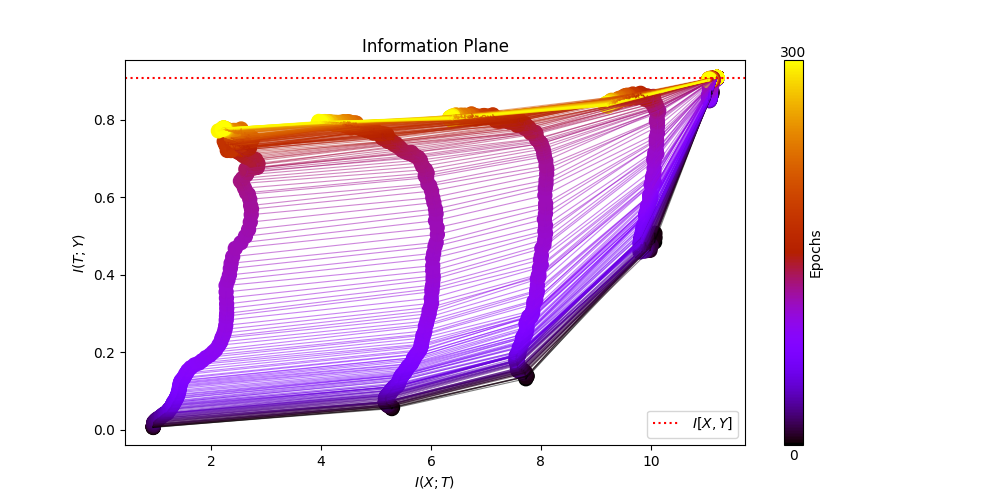 Information Plane
300
0.8
0.6
0.4
0.2
0.0
I(T; Y)
2 4 6 8 10
I(X; T)
I[X, Y]
Epochs
0